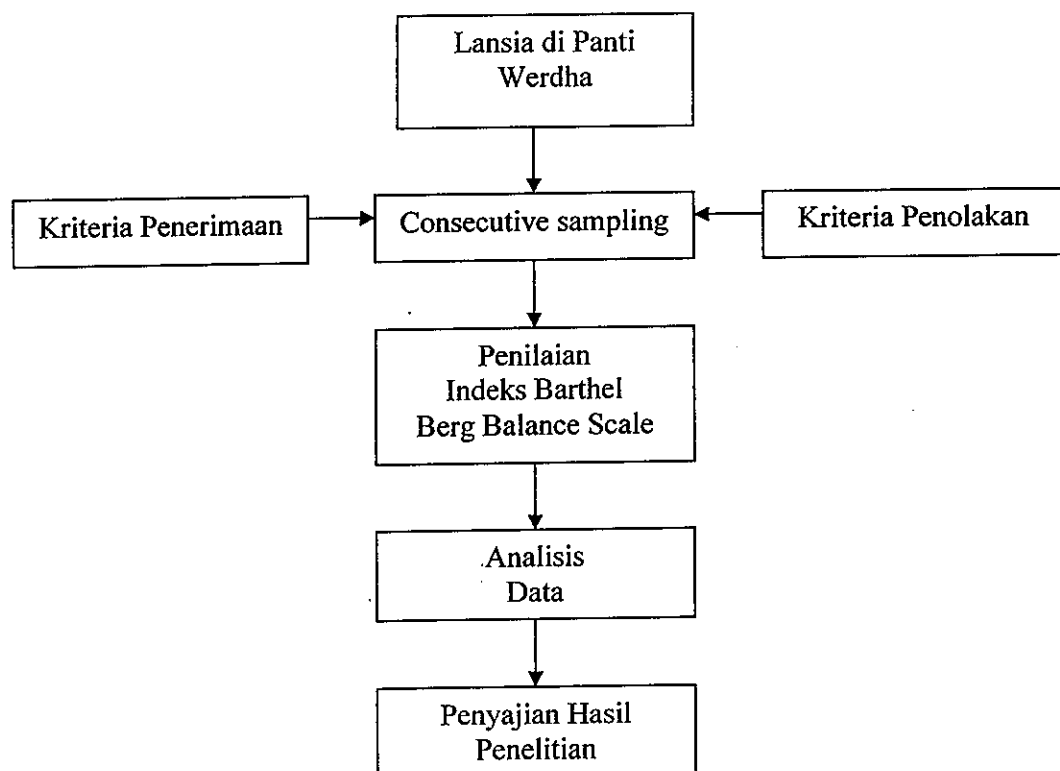 Lansia di Panti
Werdha
Kriteria Penerimaan
Consecutive sampling
Kriteria Penolakan
Penilaian
Indeks Barthel
Berg Balance Scale
Analisis
Data
Penyajian Hasil
Penelitian